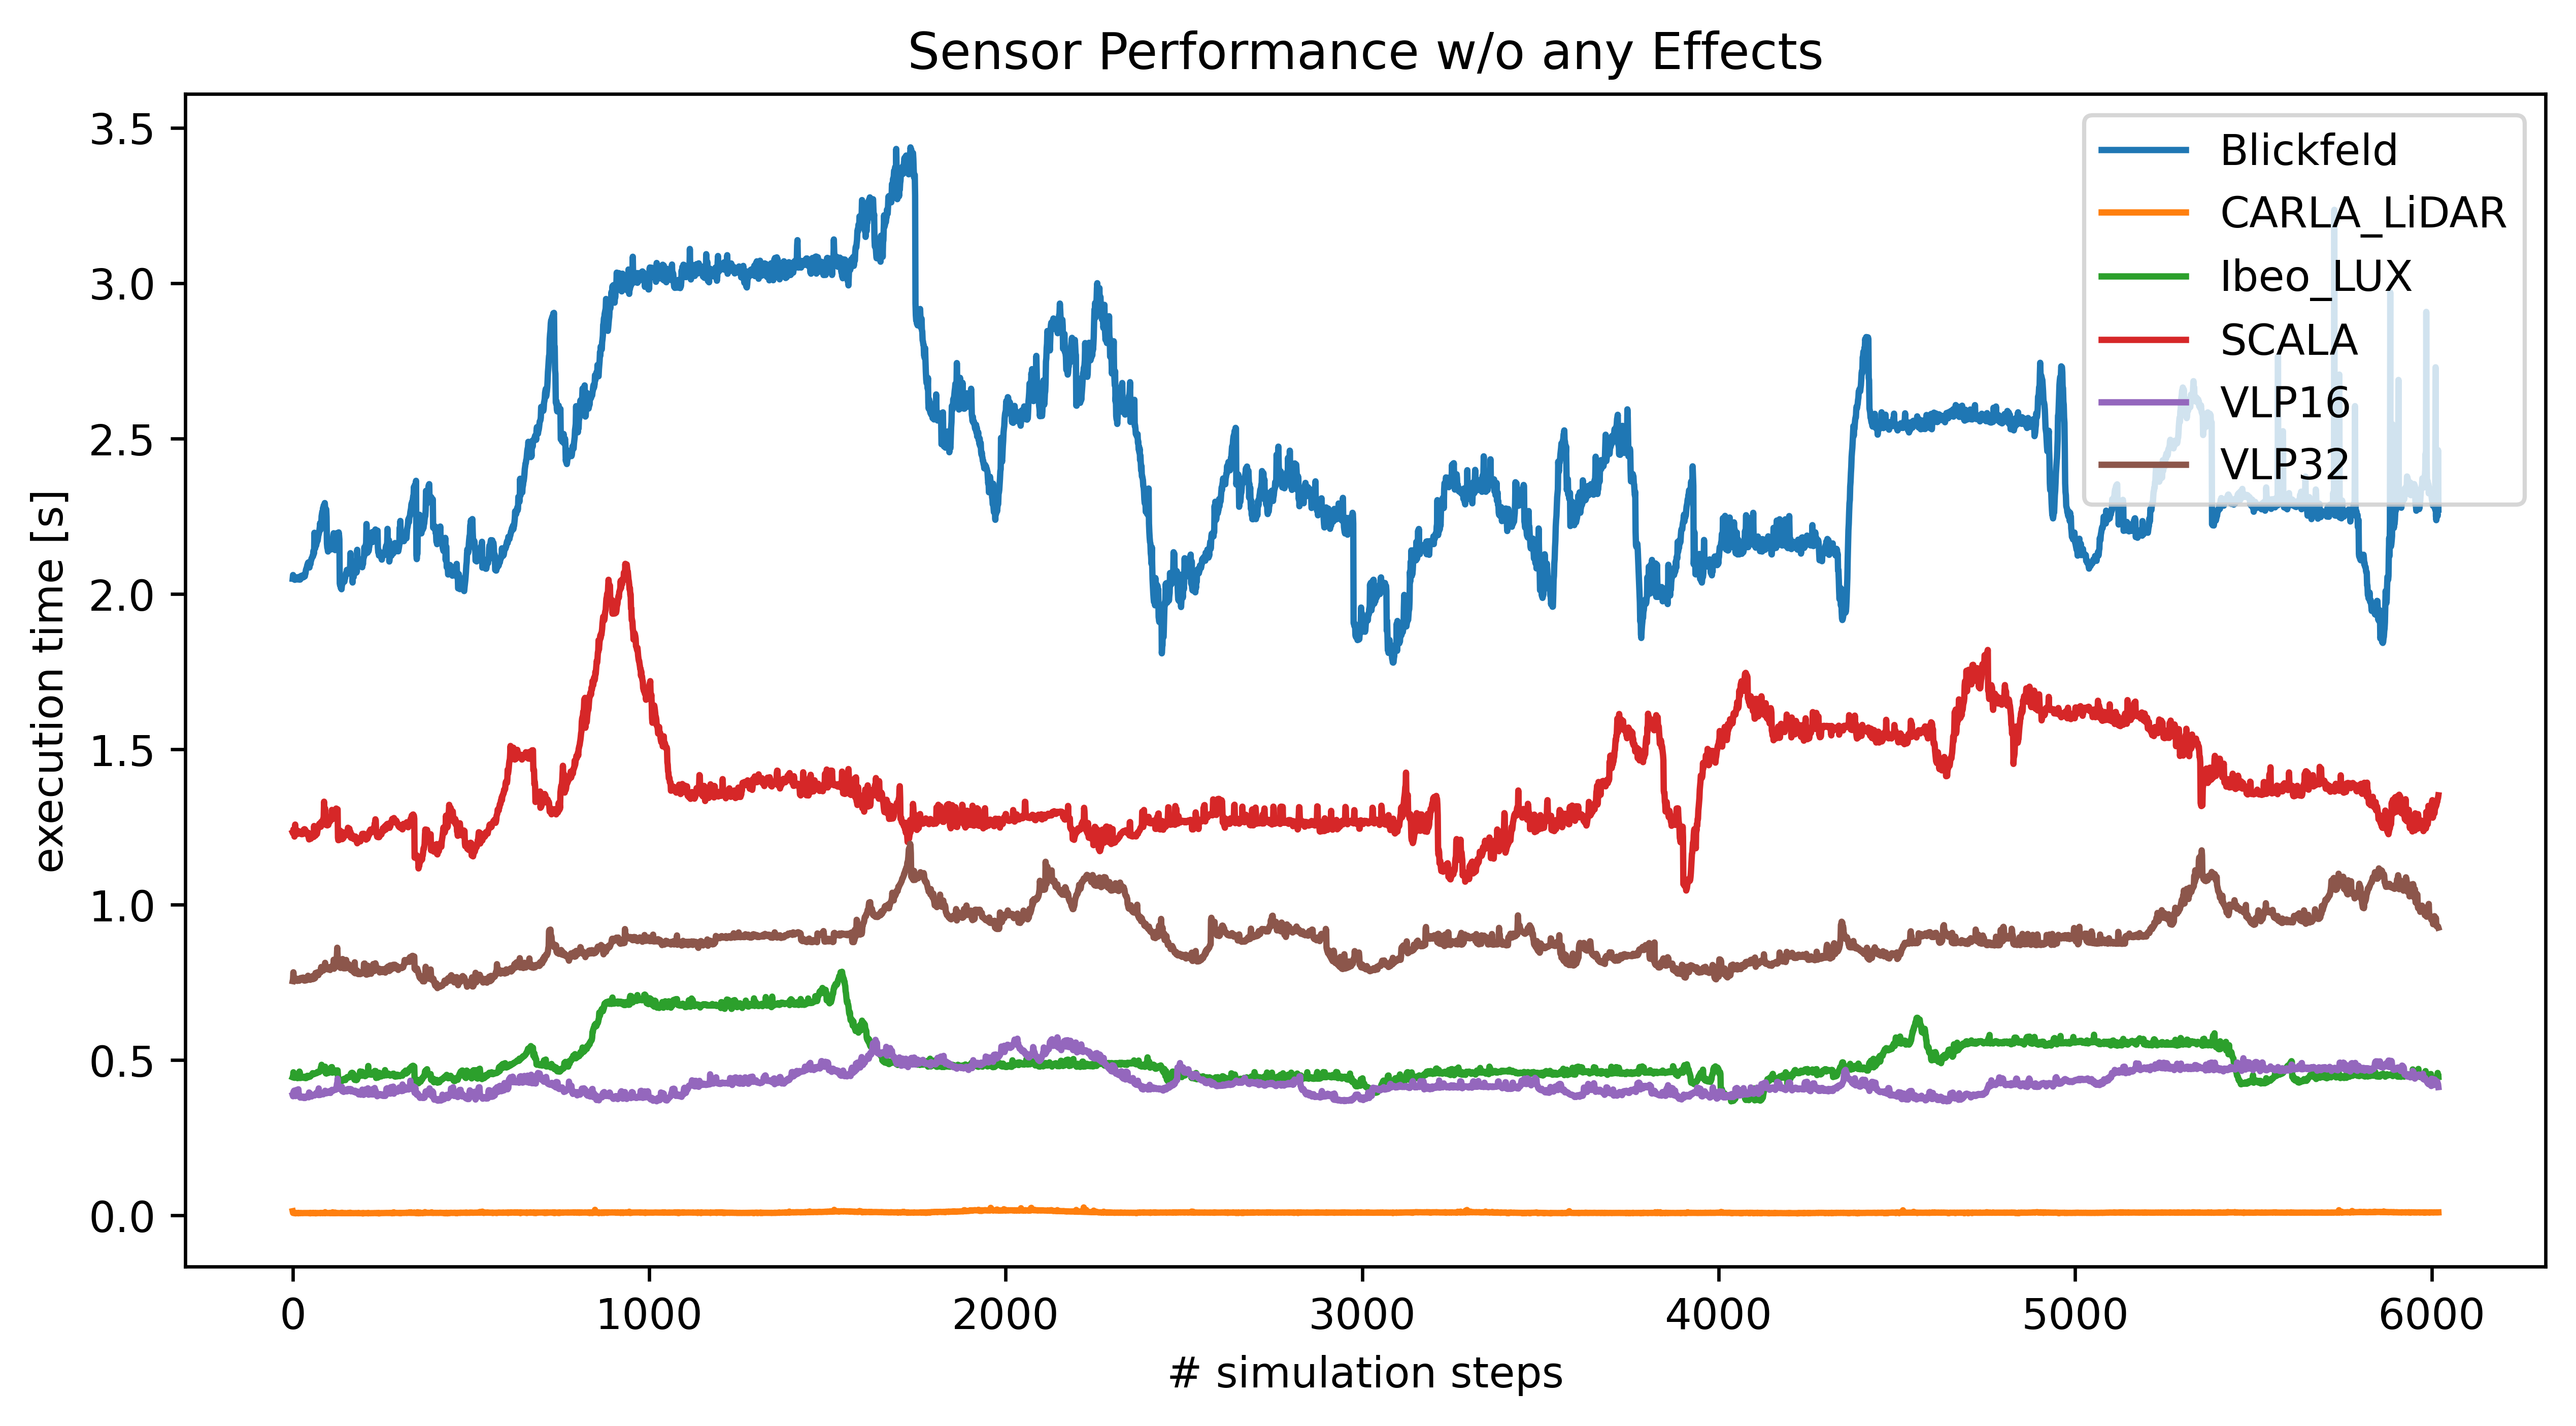 Sensor Performance w/o any Effects
3.5
3.0
2.5
2.0
1.5
1.0
0.5
0.0
execution time [s]
Blickfeld
CARLA_LiDAR
Ibeo_LUX
SCALA
VLP16
VLP32
0 1000 2000 3000 4000 5000 6000
# simulation steps